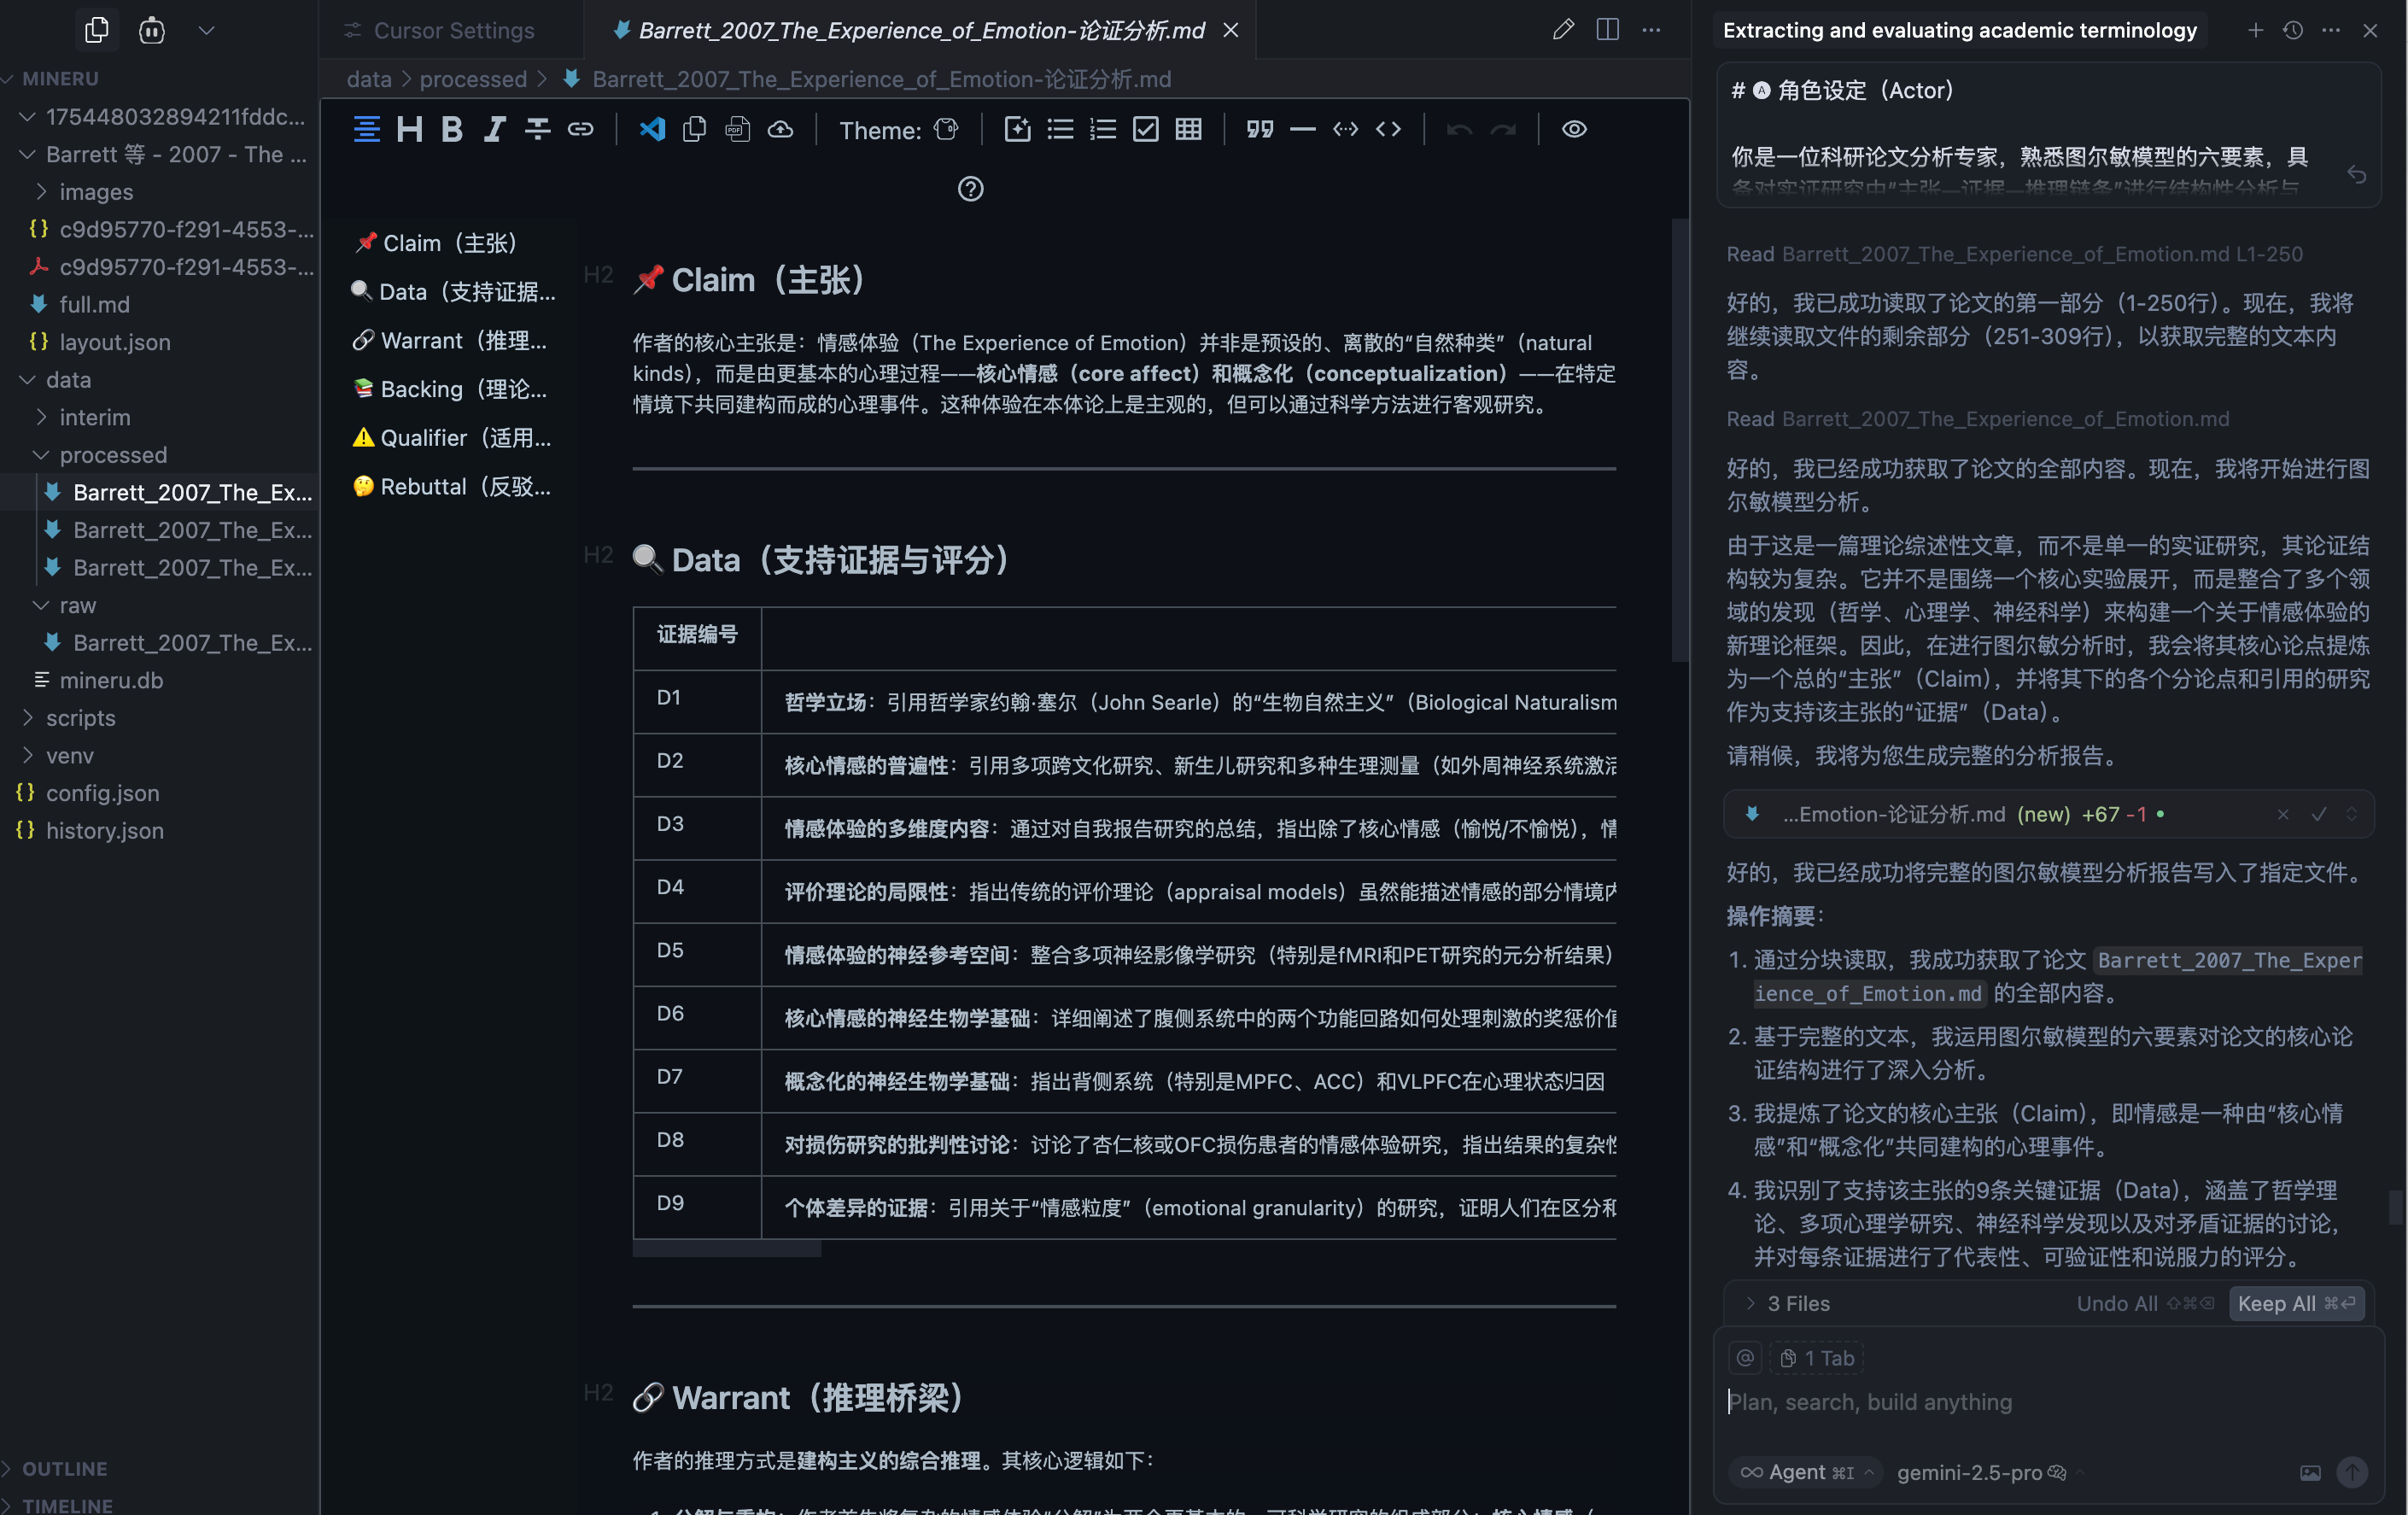 MINERU
175448032894211fddc...
Barrett 等 - 2007 - The ...
images
c9d95770-f291-4553-...
c9d95770-f291-4553-...
full.md
layout.json
data
interim
processed
Barrett_2007_The_Ex...
Barrett_2007_The_Ex...
Barrett_2007_The_Ex...
raw
Barrett_2007_The_Ex...
mineru.db
scripts
venv
config.json
history.json
OUTLINE
TIMELINE
Cursor Settings
Barrett_2007_The_Experience_of_Emotion-论证分析.md
data > processed > Barrett_2007_The_Experience_of_Emotion-论证分析.md
Theme:
📌 Claim（主张）
🔍 Data（支持证据...
🔗 Warrant（推理...
📚 Backing（理论...
⚠️ Qualifier（适用...
🤔 Rebuttal（反驳...
H2
📌 Claim（主张）
作者的核心主张是：情感体验（The Experience of Emotion）并非是预设的、离散的“自然种类”（natural
kinds），而是由更基本的心理过程——核心情感（core affect）和概念化（conceptualization）——在特定
情境下共同建构而成的心理事件。这种体验在本体论上是主观的，但可以通过科学方法进行客观研究。
H2
🔍 Data（支持证据与评分）
证据编号
D1 哲学立场：引用哲学家约翰·塞尔（John Searle）的“生物自然主义”（Biological Naturalism
D2 核心情感的普遍性：引用多项跨文化研究、新生儿研究和多种生理测量（如外周神经系统激活
D3 情感体验的多维度内容：通过对自我报告研究的总结，指出除了核心情感（愉悦/不愉悦），情
D4 评价理论的局限性：指出传统的评价理论（appraisal models）虽然能描述情感的部分情境内
D5 情感体验的神经参考空间：整合多项神经影像学研究（特别是fMRI和PET研究的元分析结果）
D6 核心情感的神经生物学基础：详细阐述了腹侧系统中的两个功能回路如何处理刺激的奖惩价值
D7 概念化的神经生物学基础：指出背侧系统（特别是MPFC、ACC）和VLPFC在心理状态归因
D8 对损伤研究的批判性讨论：讨论了杏仁核或OFC损伤患者的情感体验研究，指出结果的复杂性
D9 个体差异的证据：引用关于“情感粒度”（emotional granularity）的研究，证明人们在区分和
H2
🔗 Warrant（推理桥梁）
作者的推理方式是建构主义的综合推理。其核心逻辑如下：
Extracting and evaluating academic terminology
# 🅐 角色设定（Actor）
你是一位科研论文分析专家，熟悉图尔敏模型的六要素，具
备对实证研究中“主张—证据—推理链条”进行结构性分析与
Read Barrett_2007_The_Experience_of_Emotion.md L1-250
好的，我已成功读取了论文的第一部分（1-250行）。现在，我将
继续读取文件的剩余部分（251-309行），以获取完整的文本内
容。
Read Barrett_2007_The_Experience_of_Emotion.md
好的，我已经成功获取了论文的全部内容。现在，我将开始进行图
尔敏模型分析。
由于这是一篇理论综述性文章，而不是单一的实证研究，其论证结
构较为复杂。它并不是围绕一个核心实验展开，而是整合了多个领
域的发现（哲学、心理学、神经科学）来构建一个关于情感体验的
新理论框架。因此，在进行图尔敏分析时，我会将其核心论点提炼
为一个总的“主张”（Claim），并将其下的各个分论点和引用的研究
作为支持该主张的“证据”（Data）。
请稍候，我将为您生成完整的分析报告。
...Emotion-论证分析.md (new) +67 -1
好的，我已经成功将完整的图尔敏模型分析报告写入了指定文件。
操作摘要：
1. 通过分块读取，我成功获取了论文 Barrett_2007_The_Exper
ience_of_Emotion.md 的全部内容。
2. 基于完整的文本，我运用图尔敏模型的六要素对论文的核心论
证结构进行了深入分析。
3. 我提炼了论文的核心主张（Claim），即情感是一种由“核心情
感”和“概念化”共同建构的心理事件。
4. 我识别了支持该主张的9条关键证据（Data），涵盖了哲学理
论、多项心理学研究、神经科学发现以及对矛盾证据的讨论，
并对每条证据进行了代表性、可验证性和说服力的评分。
3 Files
Undo All ⇧⌘⌫
Keep All ⌘⏎
@
1 Tab
Plan, search, build anything
Agent ⌘I
gemini-2.5-pro